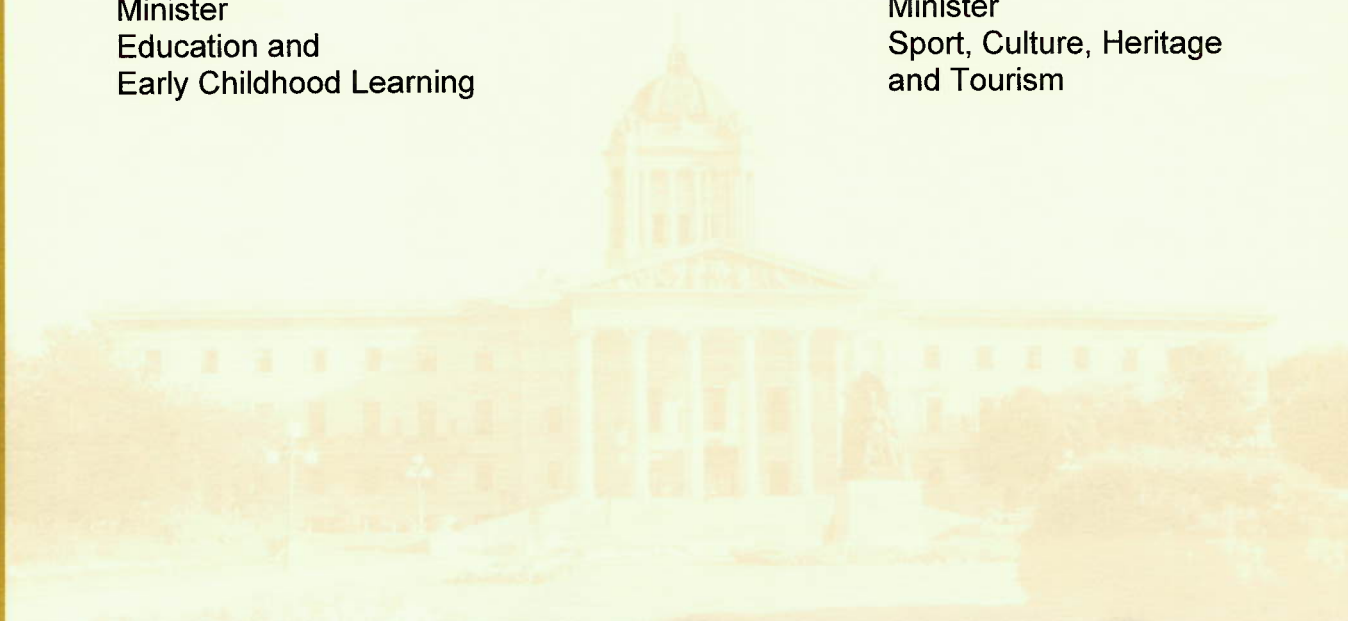 Minister
Education and
Early Childhood Learning
Minister
Sport, Culture, Heritage
and Tourism